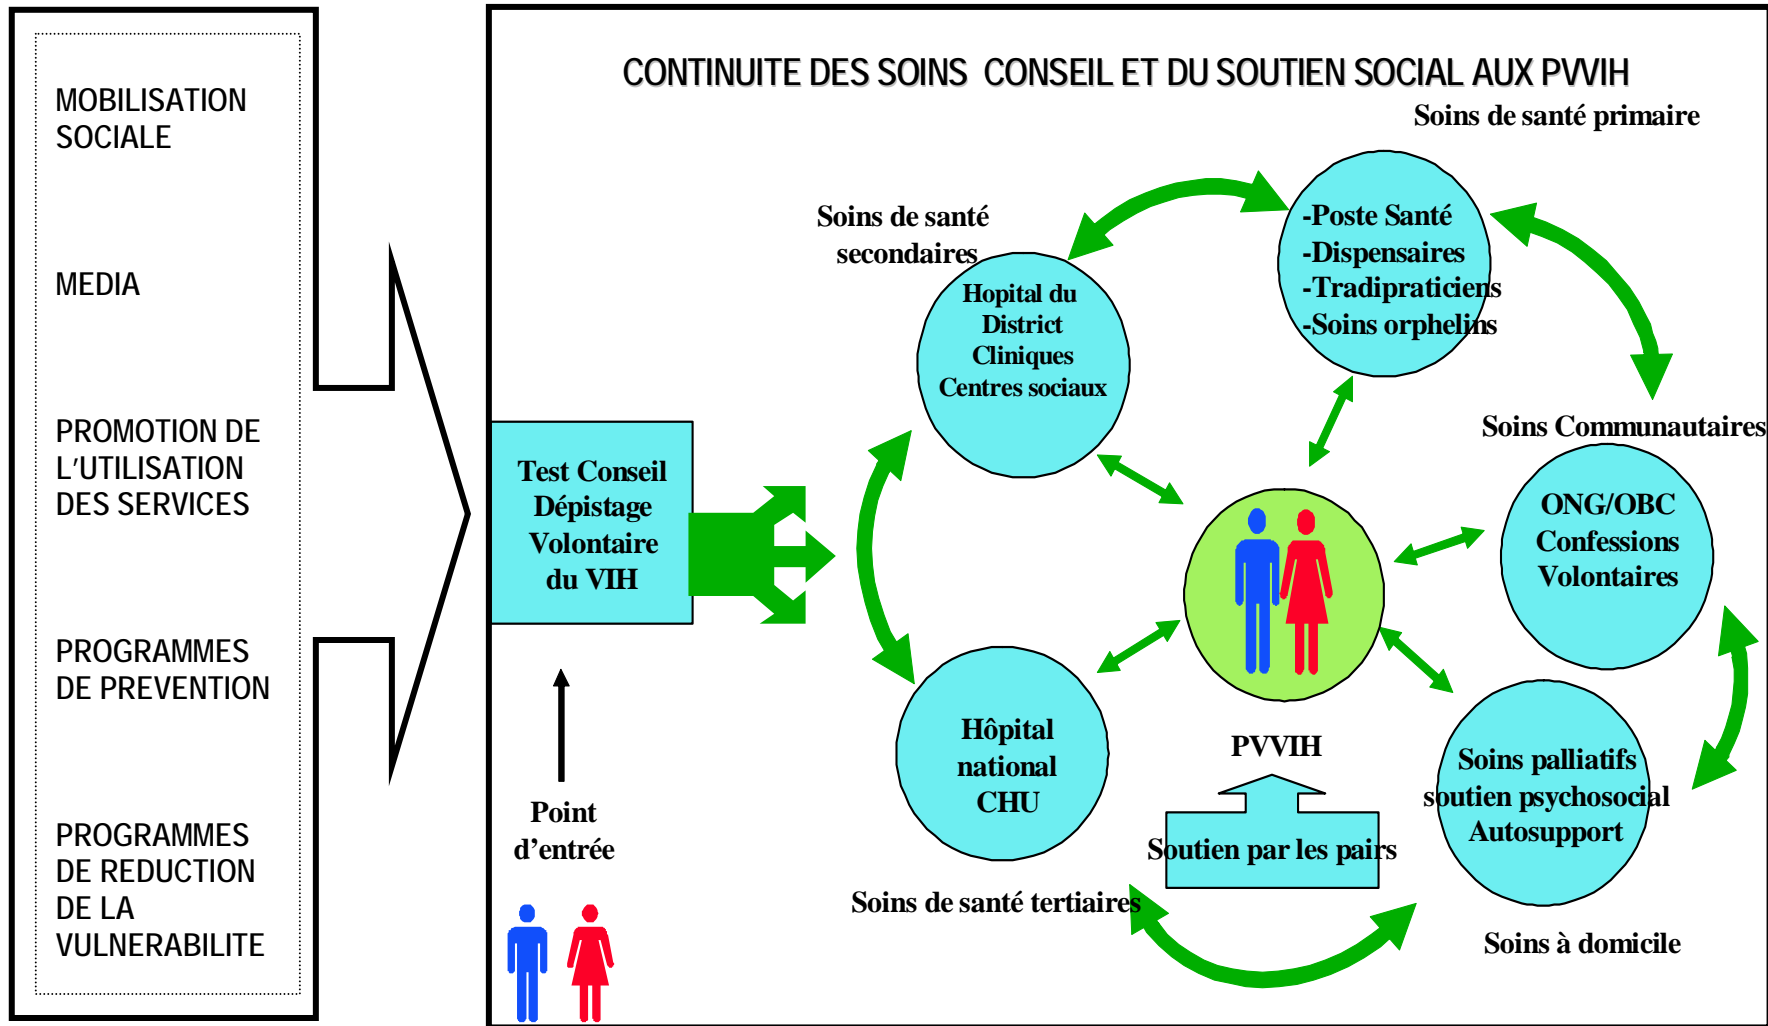 MOBILISATION
SOCIALE
MEDIA
PROMOTION DE
L'UTILISATION
DES SERVICES
PROGRAMMES
DE PREVENTION
PROGRAMMES
DE REDUCTION
DE LA
VULNERABILITE
CONTINUITE DES SOINS CONSEIL ET DU SOUTIEN SOCIAL AUX PVVIH
Soins de santé primaire
-Poste Santé
-Dispensaires
-Tradipraticiens
-Soins orphelins
Soins de santé
secondaires
Hopital du
District
Cliniques
Centres sociaux
Soins Communautaires
ONG/OBC
Confessions
Volontaires
Test Conseil
Dépistage
Volontaire
du VIH
Point
d’entrée
Hôpital
national
CHU
Soins de santé tertiaires
PVVIH
Soutien par les pairs
Soins palliatifs
soutien psychosocial
Autosupport
Soins à domicile